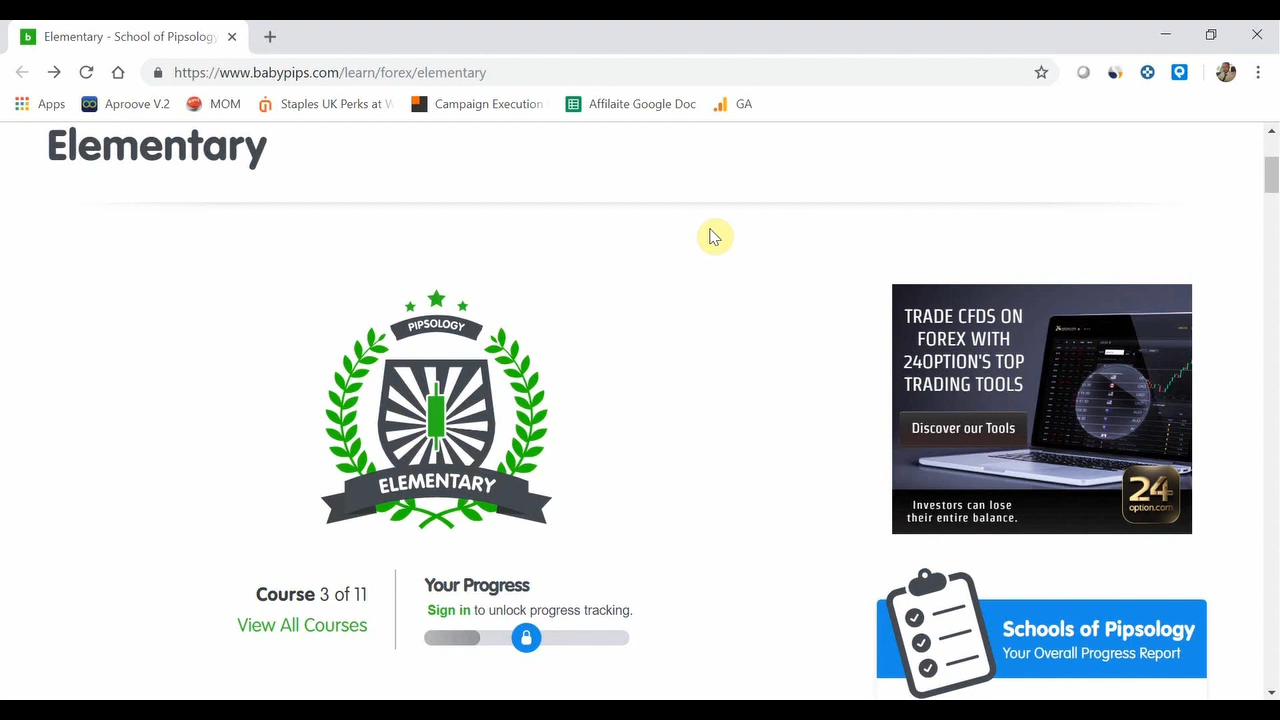 b Elementary - School of Pipsology
https://www.babypips.com/learn/forex/elementary
Apps Aproove V.2 MOM Staples UK Perks at W Campaign Execution Affilaite Google Doc GA
Elementary
PIPSOLOGY
ELEMENTARY
Course 3 of 11
View All Courses
Your Progress
Sign in to unlock progress tracking.
TRADE CFDS ON
FOREX WITH
24OPTION'S TOP
TRADING TOOLS
Discover our Tools
Investors can lose
their entire balance.
24
option.com
Schools of Pipsology
Your Overall Progress Report